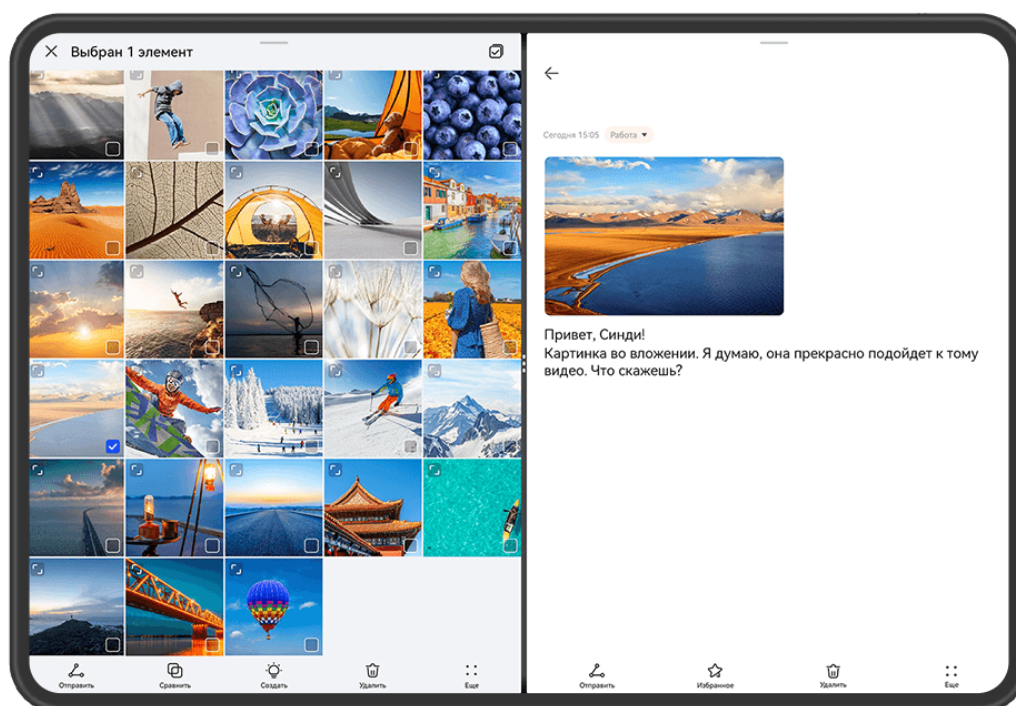 Выбран 1 элемент
Отправить
Сравнить
Создать
Удалить
Еще
Сегодня 15:05 Работа
Привет, Синди!
Картинка во вложении. Я думаю, она прекрасно подойдет к тому
видео. Что скажешь?
Отправить
Избранное
Удалить
Еще